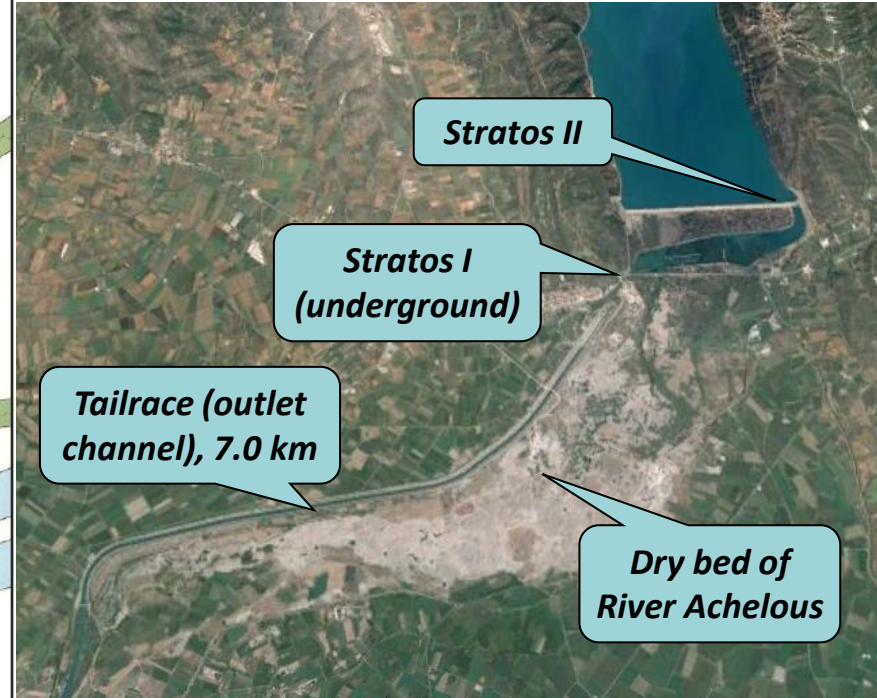 Stratos II
Stratos I
(underground)
Tailrace (outlet
channel), 7.0 km
Dry bed of
River Achelous